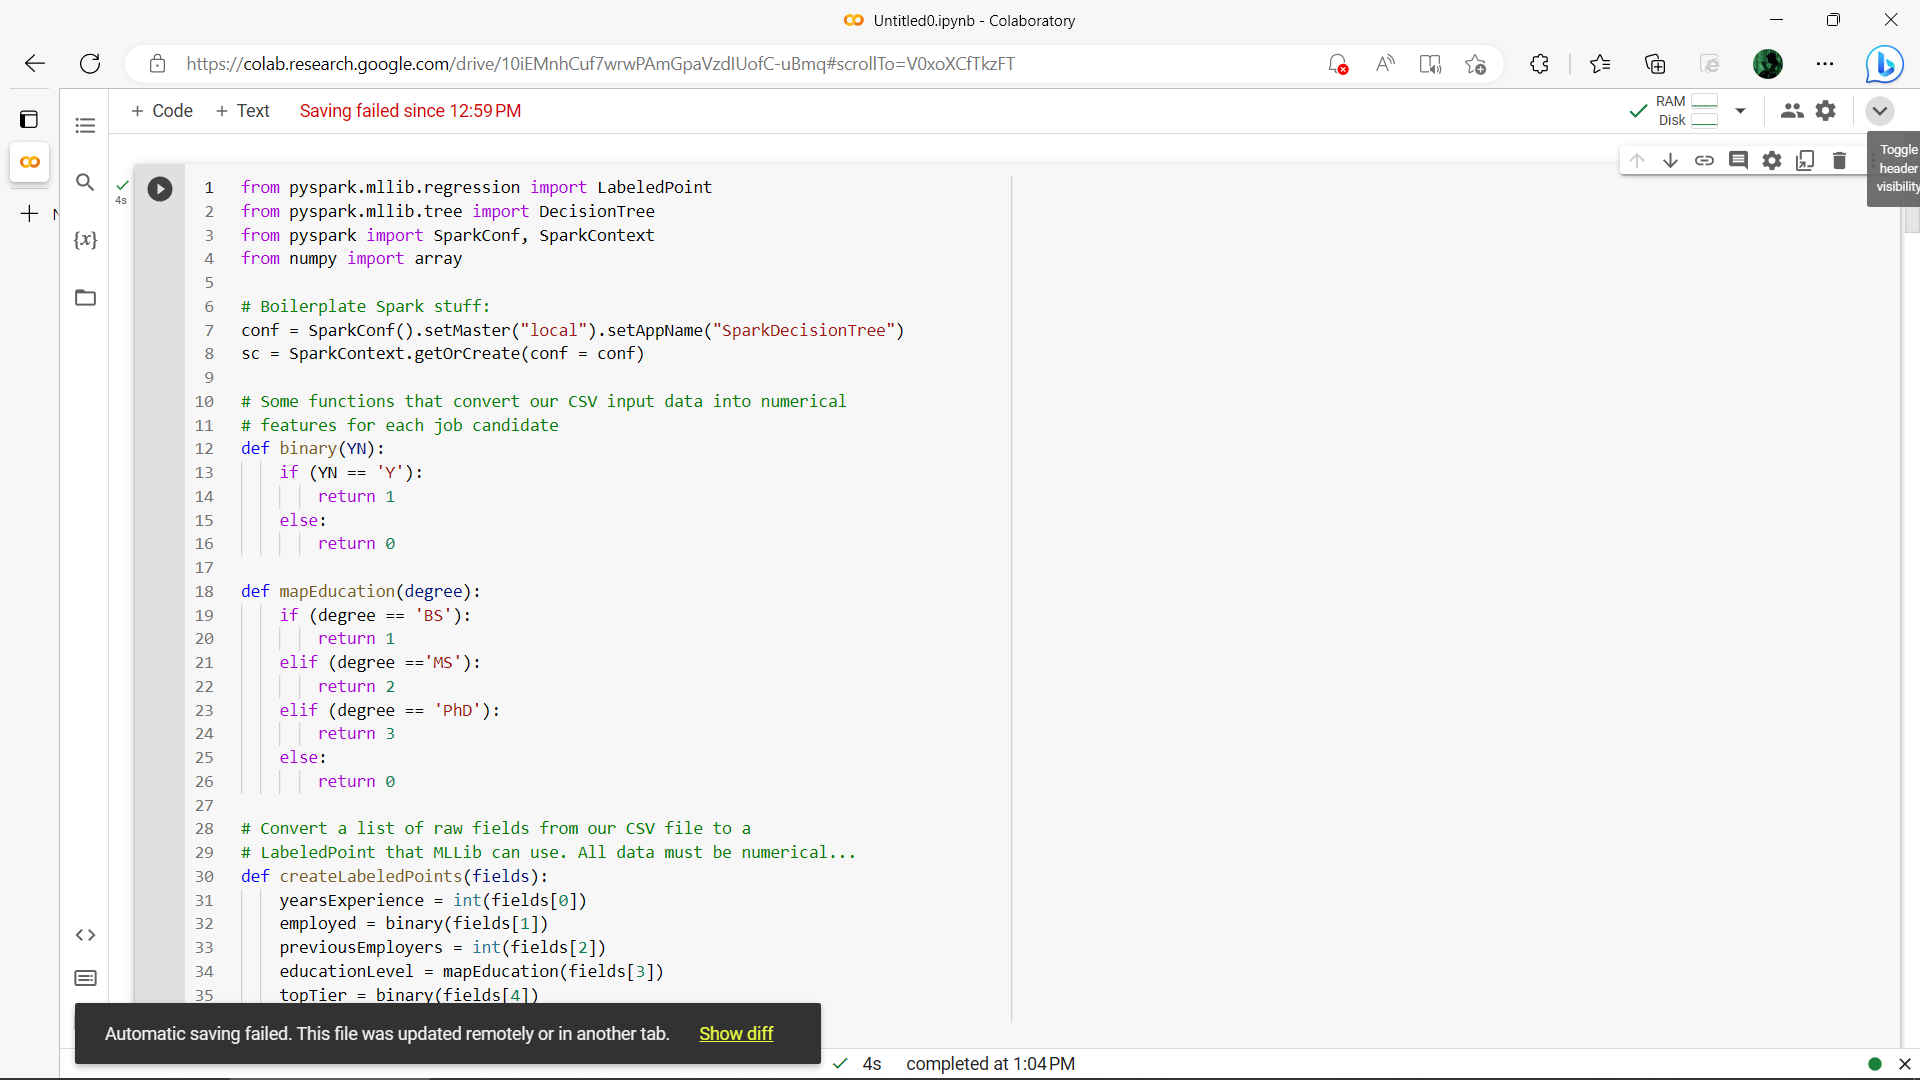 Untitled0.ipynb - Colaboratory
https://colab.research.google.com/drive/10iEMnhCuf7wrwPAmGpaVzdIUofC-uBmq#scrollTo=V0xoXCfTkzFT
+ Code + Text Saving failed since 12:59 PM
RAM
Disk
Toggle
header
visibility
4s
{x}
1 from pyspark.mllib.regression import LabeledPoint
2 from pyspark.mllib.tree import DecisionTree
3 from pyspark import SparkConf, SparkContext
4 from numpy import array
5
6 # Boilerplate Spark stuff:
7 conf = SparkConf().setMaster("local").setAppName("SparkDecisionTree")
8 sc = SparkContext.getOrCreate(conf = conf)
9
10 # Some functions that convert our CSV input data into numerical
11 # features for each job candidate
12 def binary(YN):
13 if (YN == 'Y'):
14 return 1
15 else:
16 return 0
17
18 def mapEducation(degree):
19 if (degree == 'BS'):
20 return 1
21 elif (degree =='MS'):
22 return 2
23 elif (degree == 'PhD'):
24 return 3
25 else:
26 return 0
27
28 # Convert a list of raw fields from our CSV file to a
29 # LabeledPoint that MLLib can use. All data must be numerical...
30 def createLabeledPoints(fields):
31 yearsExperience = int(fields[0])
32 employed = binary(fields[1])
33 previousEmployers = int(fields[2])
34 educationLevel = mapEducation(fields[3])
35 topTier = binary(fields[4])
Automatic saving failed. This file was updated remotely or in another tab. Show diff
4s completed at 1:04 PM